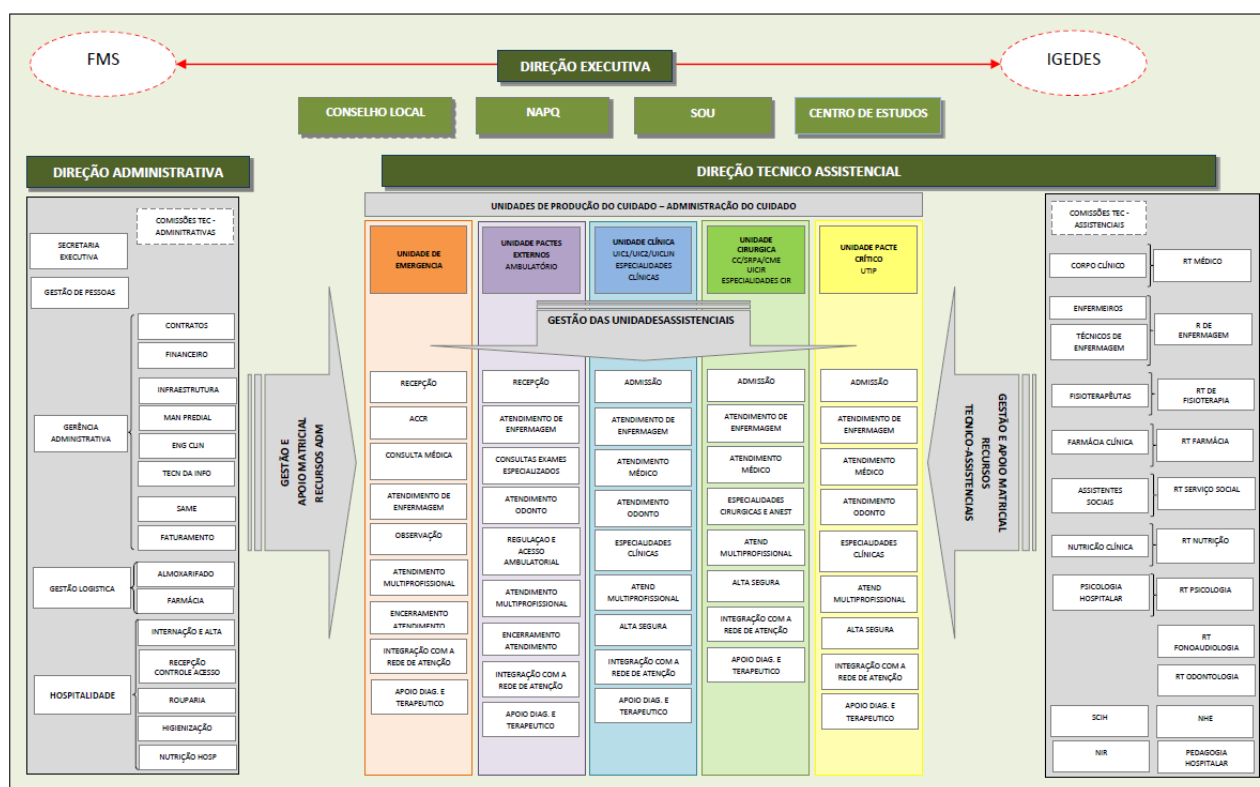 FMS
IGEDES
DIREÇÃO EXECUTIVA
CONSELHO LOCAL
NAPQ
SOU
CENTRO DE ESTUDOS
DIREÇÃO ADMINISTRATIVA
DIREÇÃO TECNICO ASSISTENCIAL
COMISSÕES TEC -
ADMINITRATIVAS
SECRETARIA
EXECUTIVA
GESTÃO DE PESSOAS
GERÊNCIA
ADMINISTRATIVA
CONTRATOS
FINANCEIRO
INFRAESTRUTURA
MAN PREDIAL
ENG CLIN
TECN DA INFO
SAME
FATURAMENTO
GESTÃO LOGISTICA
ALMOXARIFADO
FARMÁCIA
HOSPITALIDADE
INTERNAÇÃO E ALTA
RECEPÇÃO
CONTROLE ACESSO
ROUPARIA
HIGIENIZAÇÃO
NUTRIÇÃO HOSP
GESTÃO E
APOIO MATRICIAL
RECURSOS ADM
UNIDADES DE PRODUÇÃO DO CUIDADO – ADMINISTRAÇÃO DO CUIDADO
UNIDADE DE
EMERGENCIA
UNIDADE PACTES
EXTERNOS
AMBULATÓRIO
UNIDADE CLÍNICA
UIC1/UIC2/UICLIN
ESPECIALIDADES
CLÍNICAS
UNIDADE
CIRURGICA
CC/SRPA/CME
UICIR
ESPECIALIDADES CIR
UNIDADE PACTE
CRÍTICO
UTIP
GESTÃO DAS UNIDADESASSISTENCIAIS
RECEPÇÃO
ACCR
CONSULTA MÉDICA
ATENDIMENTO DE
ENFERMAGEM
OBSERVAÇÃO
ATENDIMENTO
MULTIPROFISSIONAL
ENCERRAMENTO
ATENDIMENTO
INTEGRAÇÃO COM A
REDE DE ATENÇÃO
APOIO DIAG. E
TERAPEUTICO
RECEPÇÃO
ATENDIMENTO DE
ENFERMAGEM
CONSULTAS EXAMES
ESPECIALIZADOS
ATENDIMENTO
ODONTO
REGULAÇAO E
ACESSO
AMBULATORIAL
ATENDIMENTO
MULTIPROFISSIONAL
ENCERRAMENTO
ATENDIMENTO
INTEGRAÇÃO COM A
REDE DE ATENÇÃO
APOIO DIAG. E
TERAPEUTICO
ADMISSÃO
ATENDIMENTO DE
ENFERMAGEM
ATENDIMENTO
MÉDICO
ATENDIMENTO
ODONTO
ESPECIALIDADES
CLÍNICAS
ATEND
MULTIPROFISSIONAL
ALTA SEGURA
INTEGRAÇÃO COM A
REDE DE ATENÇÃO
APOIO DIAG. E
TERAPEUTICO
ADMISSÃO
ATENDIMENTO DE
ENFERMAGEM
ATENDIMENTO
MÉDICO
ESPECIALIDADES
CIRURGICAS E ANEST
ATEND
MULTIPROFISSIONAL
ALTA SEGURA
INTEGRAÇÃO COM A
REDE DE ATENÇÃO
APOIO DIAG. E
TERAPEUTICO
ADMISSÃO
ATENDIMENTO DE
ENFERMAGEM
ATENDIMENTO
MÉDICO
ATENDIMENTO
ODONTO
ESPECIALIDADES
CLÍNICAS
ATEND
MULTIPROFISSIONAL
ALTA SEGURA
INTEGRAÇÃO COM A
REDE DE ATENÇÃO
APOIO DIAG. E
TERAPEUTICO
GESTÃO E APOIO MATRICIAL
RECURSOS
TECNICO-ASSISTENCIAIS
COMISSÕES TEC -
ASSISTENCIAIS
CORPO CLÍNICO
RT MÉDICO
ENFERMEIROS
TÉCNICOS DE
ENFERMAGEM
R DE
ENFERMAGEM
FISIOTERAPÊUTAS
RT DE
FISIOTERAPIA
FARMÁCIA CLÍNICA
RT FARMÁCIA
ASSISTENTES
SOCIAIS
RT SERVIÇO SOCIAL
NUTRIÇÃO CLÍNICA
RT NUTRIÇÃO
PSICOLOGIA
HOSPITALAR
RT PSICOLOGIA
RT
FONOAUDIOLOGIA
RT ODONTOLOGIA
SCIH
NHE
NIR
PEDAGOGIA
HOSPITALAR